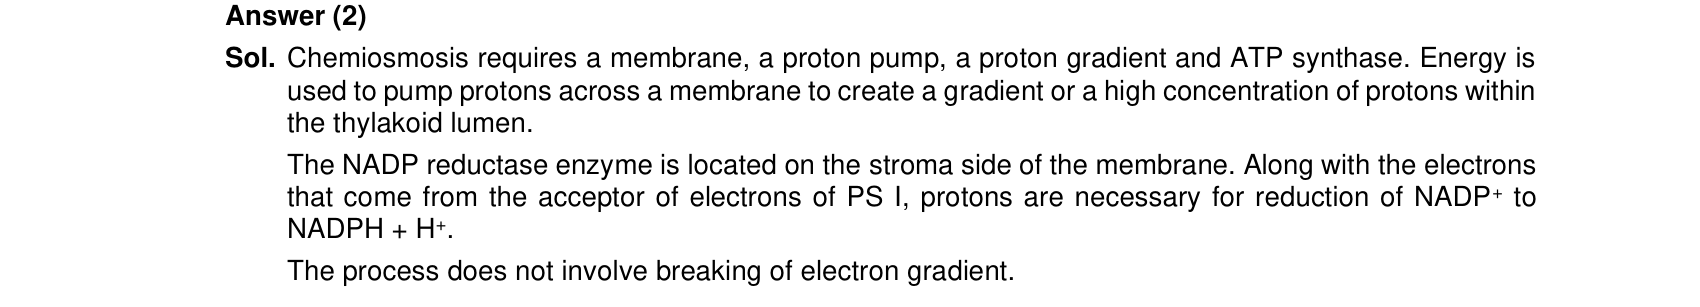 Answer (2)
Sol. Chemiosmosis requires a membrane, a proton pump, a proton gradient and ATP synthase. Energy is
used to pump protons across a membrane to create a gradient or a high concentration of protons within
the thylakoid lumen.
The NADP reductase enzyme is located on the stroma side of the membrane. Along with the electrons
that come from the acceptor of electrons of PS I, protons are necessary for reduction of NADP⁺ to
NADPH + H⁺.
The process does not involve breaking of electron gradient.